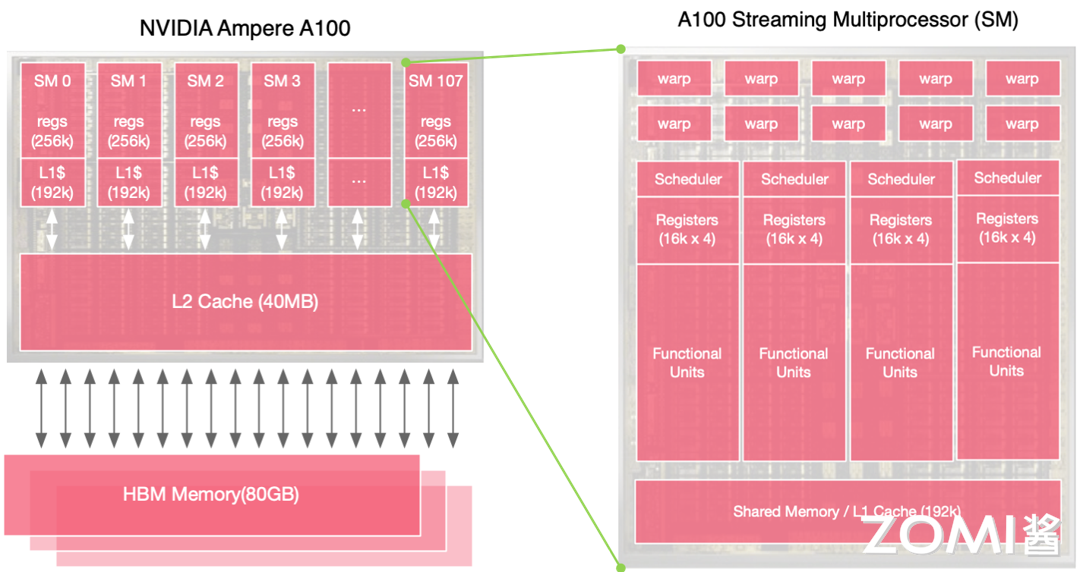 NVIDIA Ampere A100
SM 0
regs
(256k)
L1$
(192k)
SM 1
regs
(256k)
L1$
(192k)
SM 2
regs
(256k)
L1$
(192k)
SM 3
regs
(256k)
L1$
(192k)
...
...
SM 107
regs
(256k)
L1$
(192k)
L2 Cache (40MB)
HBM Memory(80GB)
A100 Streaming Multiprocessor (SM)
warp warp warp warp warp
warp warp warp warp warp
Scheduler Scheduler Scheduler Scheduler
Registers
(16k x 4)
Registers
(16k x 4)
Registers
(16k x 4)
Registers
(16k x 4)
Functional
Units
Functional
Units
Functional
Units
Functional
Units
Shared Memory / L1 Cache (192k)
ZOMI酱